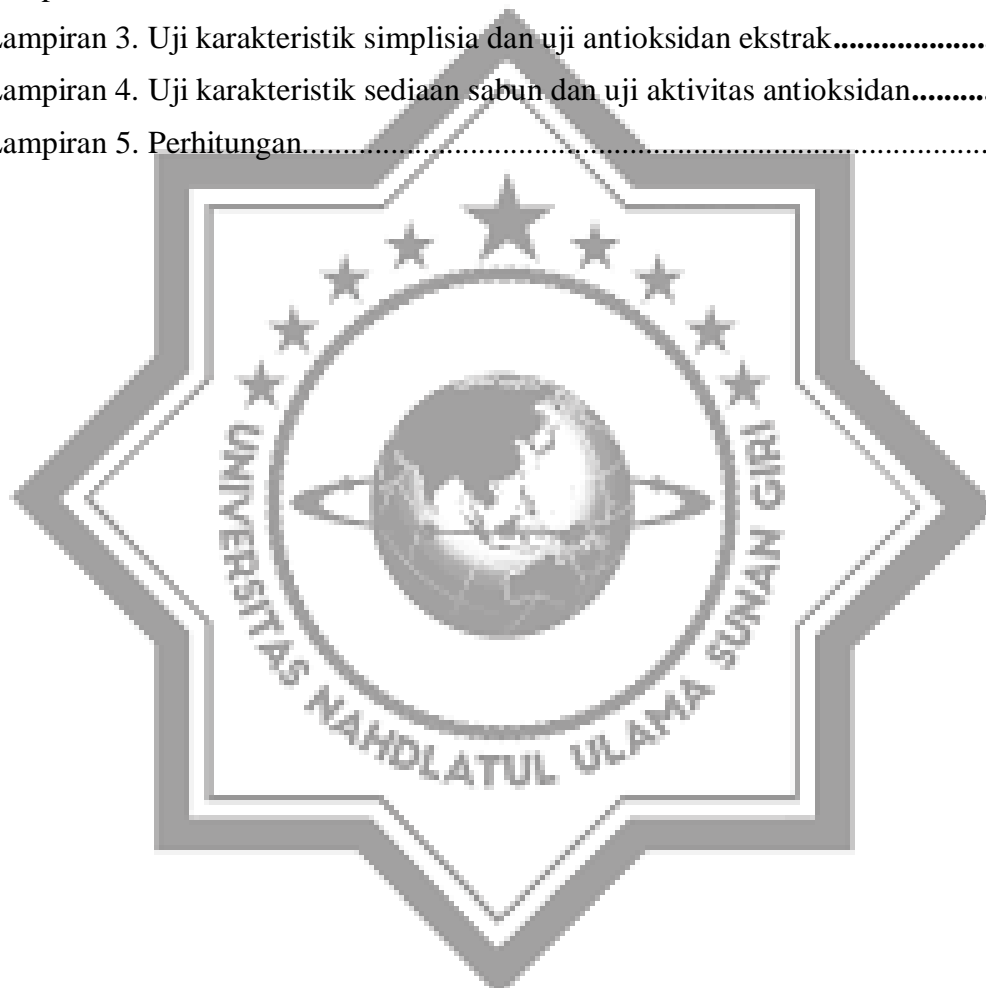 Lampiran 3. Uji karakteristik simplisia dan uji antioksidan ekstrak...................
Lampiran 4. Uji karakteristik sediaan sabun dan uji aktivitas antioksidan..........
Lampiran 5. Perhitungan.......................................................................................
UNIVERSITAS NAHDLATUL ULAMA SUNAN GIRI